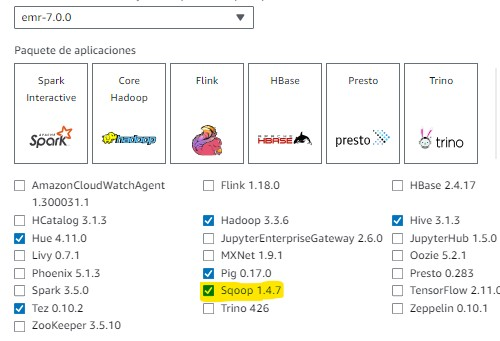 emr-7.0.0
Paquete de aplicaciones
Spark Interactive
Core Hadoop
Flink
HBase
Presto
Trino
APACHE Spark
hadoop
APACHE HBASE
presto
trino
AmazonCloudWatchAgent 1.300031.1
Flink 1.18.0
HBase 2.4.17
HCatalog 3.1.3
Hadoop 3.3.6
Hive 3.1.3
Hue 4.11.0
JupyterEnterpriseGateway 2.6.0
JupyterHub 1.5.0
Livy 0.7.1
MXNet 1.9.1
Oozie 5.2.1
Phoenix 5.1.3
Pig 0.17.0
Presto 0.283
Spark 3.5.0
Sqoop 1.4.7
TensorFlow 2.11.0
Tez 0.10.2
Trino 426
Zeppelin 0.10.1
ZooKeeper 3.5.10